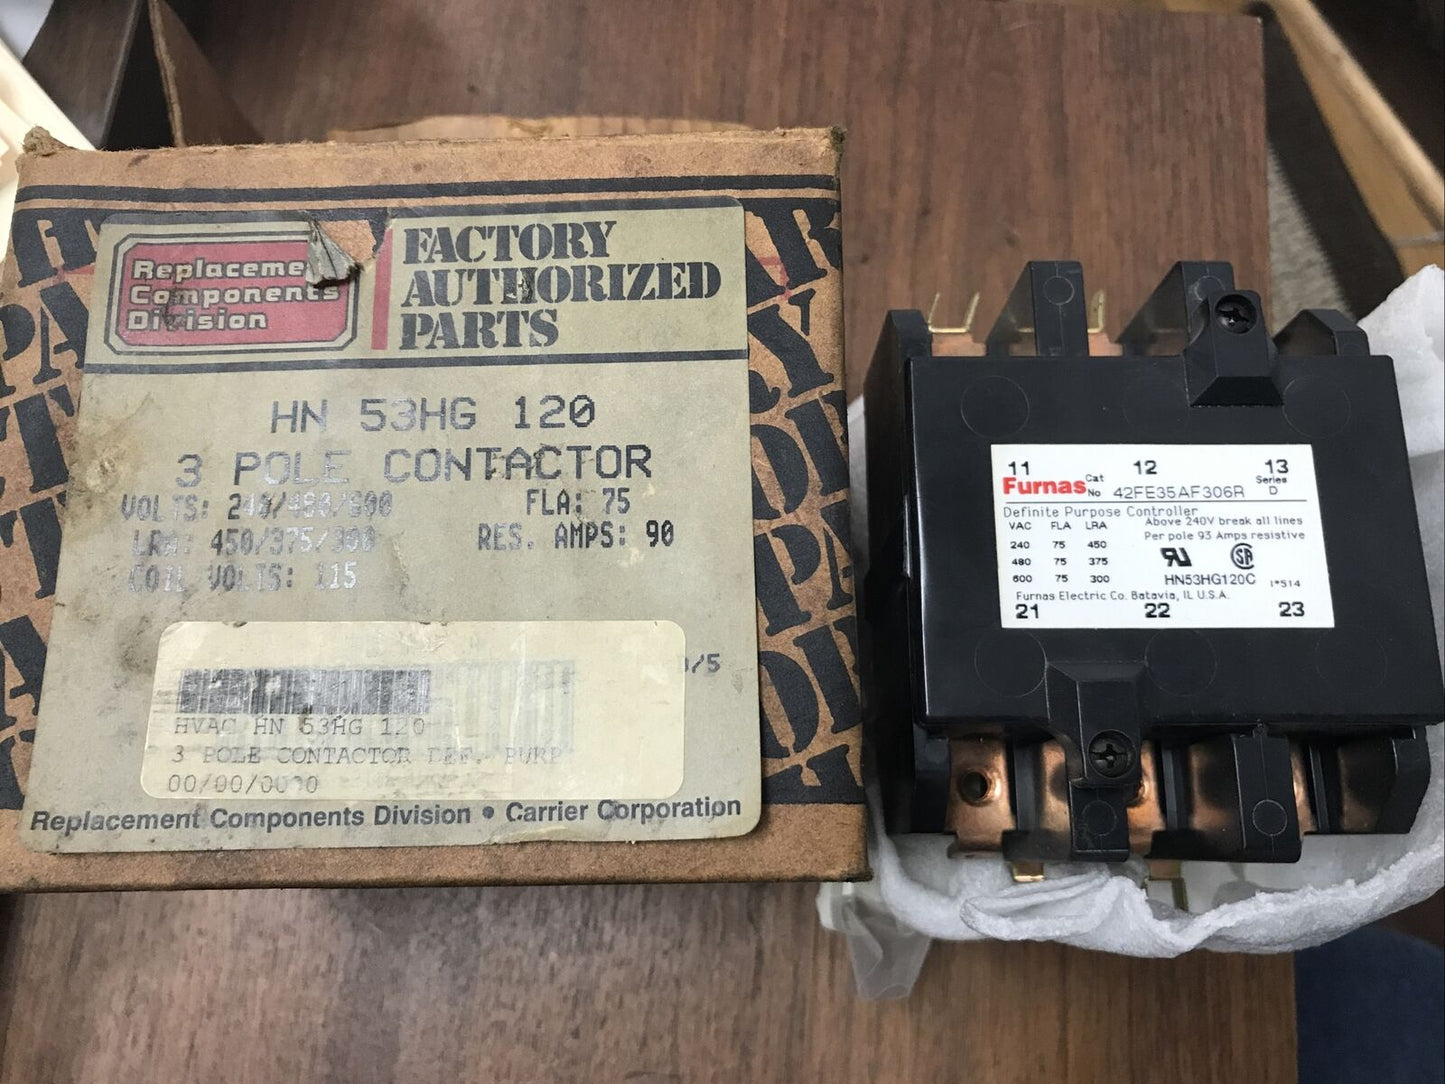 Replaceme
Components
Division
FACTORY
AUTHORIZED
PARTS
HN 53HG 120
3 POLE CONTACTOR
VOLTS: 240/480/600 FLA: 75
LRA: 450/375/300 RES. AMPS: 90
COIL VOLTS: 115
0/5
HVAC HN 53HG 120
3 POLE CONTACTOR DEF. PURP
00/00/0000
Replacement Components Division • Carrier Corporation
11 12 13
Furnas Cat No 42FE35AF306R Series D
Definite Purpose Controller
VAC FLA LRA Above 240V break all lines
240 75 450 Per pole 93 Amps resistive
480 75 375
600 75 300 HN53HG120C I*514
Furnas Electric Co. Batavia, IL U.S.A.
21 22 23